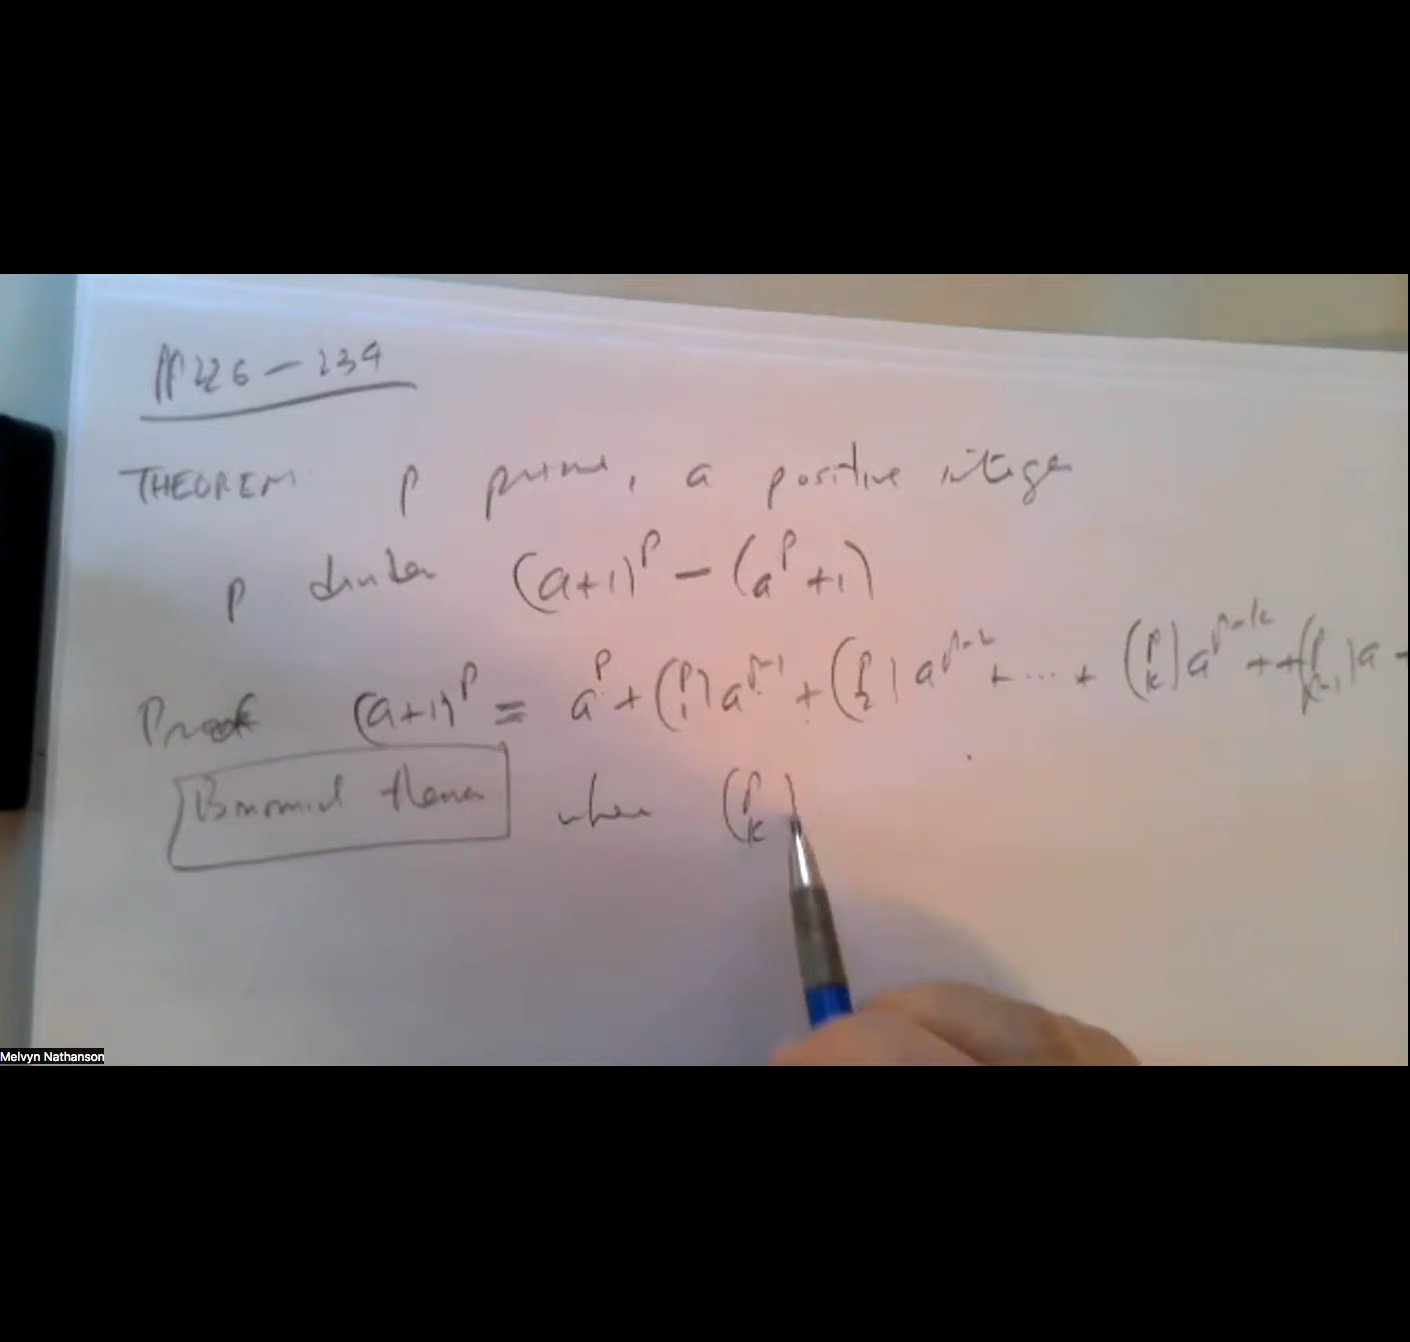 pp 226-234
THEOREM p prime, a positive integer
p divides (a+1)^p - (a^p + 1)
Proof (a+1)^p = a^p + (p 1) a^{p-1} + (p 2) a^{p-2} + ... + (p k) a^{p-k} + + (p p-1) a +
Binomial theorem where (p k)
Melvyn Nathanson